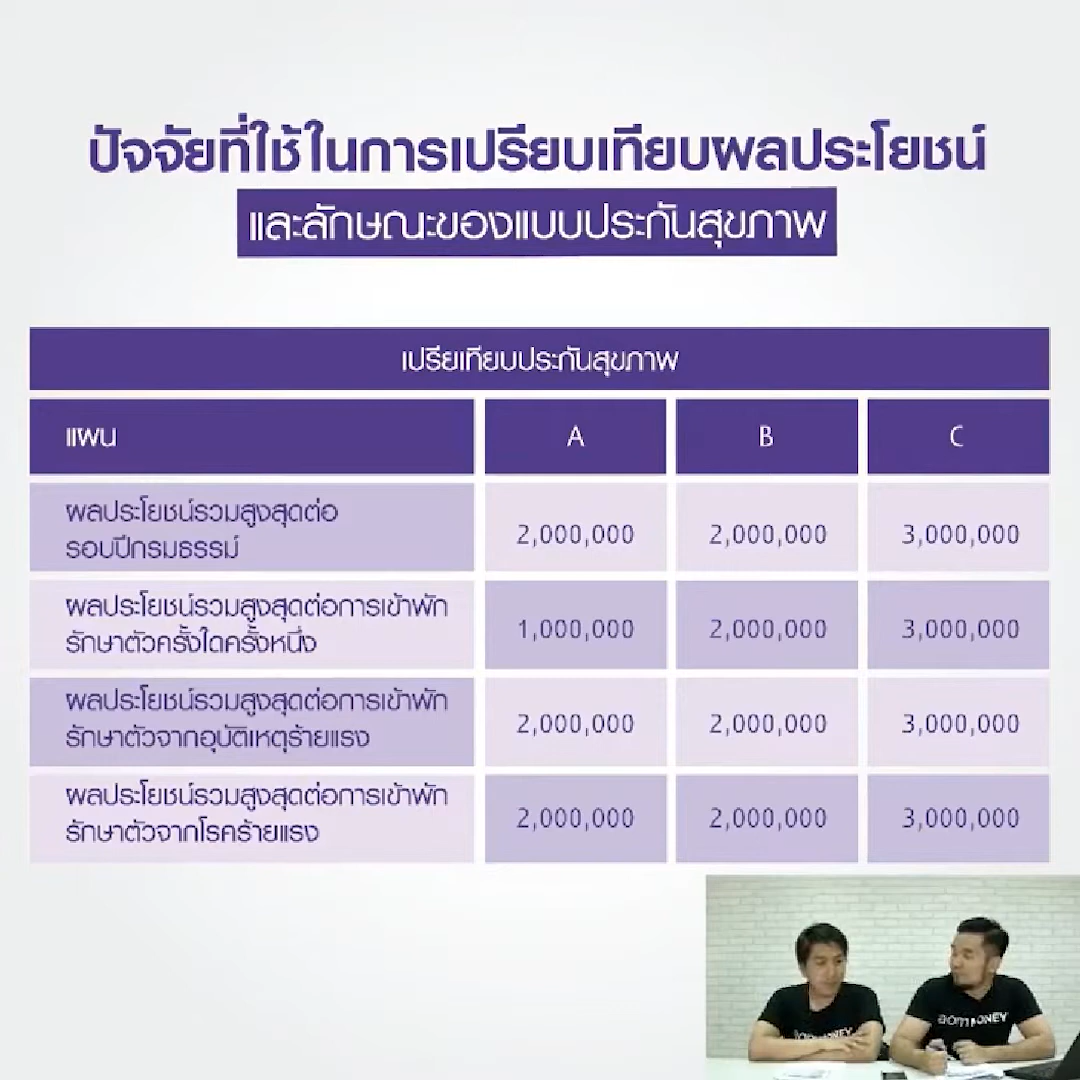 ปัจจัยที่ใช้ในการเปรียบเทียบผลประโยชน์
และลักษณะของแบบประกันสุขภาพ
เปรียเทียบประกันสุขภาพ
แผน A B C
ผลประโยชน์รวมสูงสุดต่อ
รอบปีกรมธรรม์ 2,000,000 2,000,000 3,000,000
ผลประโยชน์รวมสูงสุดต่อการเข้าพัก
รักษาตัวครั้งใดครั้งหนึ่ง 1,000,000 2,000,000 3,000,000
ผลประโยชน์รวมสูงสุดต่อการเข้าพัก
รักษาตัวจากอุบัติเหตุร้ายแรง 2,000,000 2,000,000 3,000,000
ผลประโยชน์รวมสูงสุดต่อการเข้าพัก
รักษาตัวจากโรคร้ายแรง 2,000,000 2,000,000 3,000,000
aomMONEY
aomMONEY